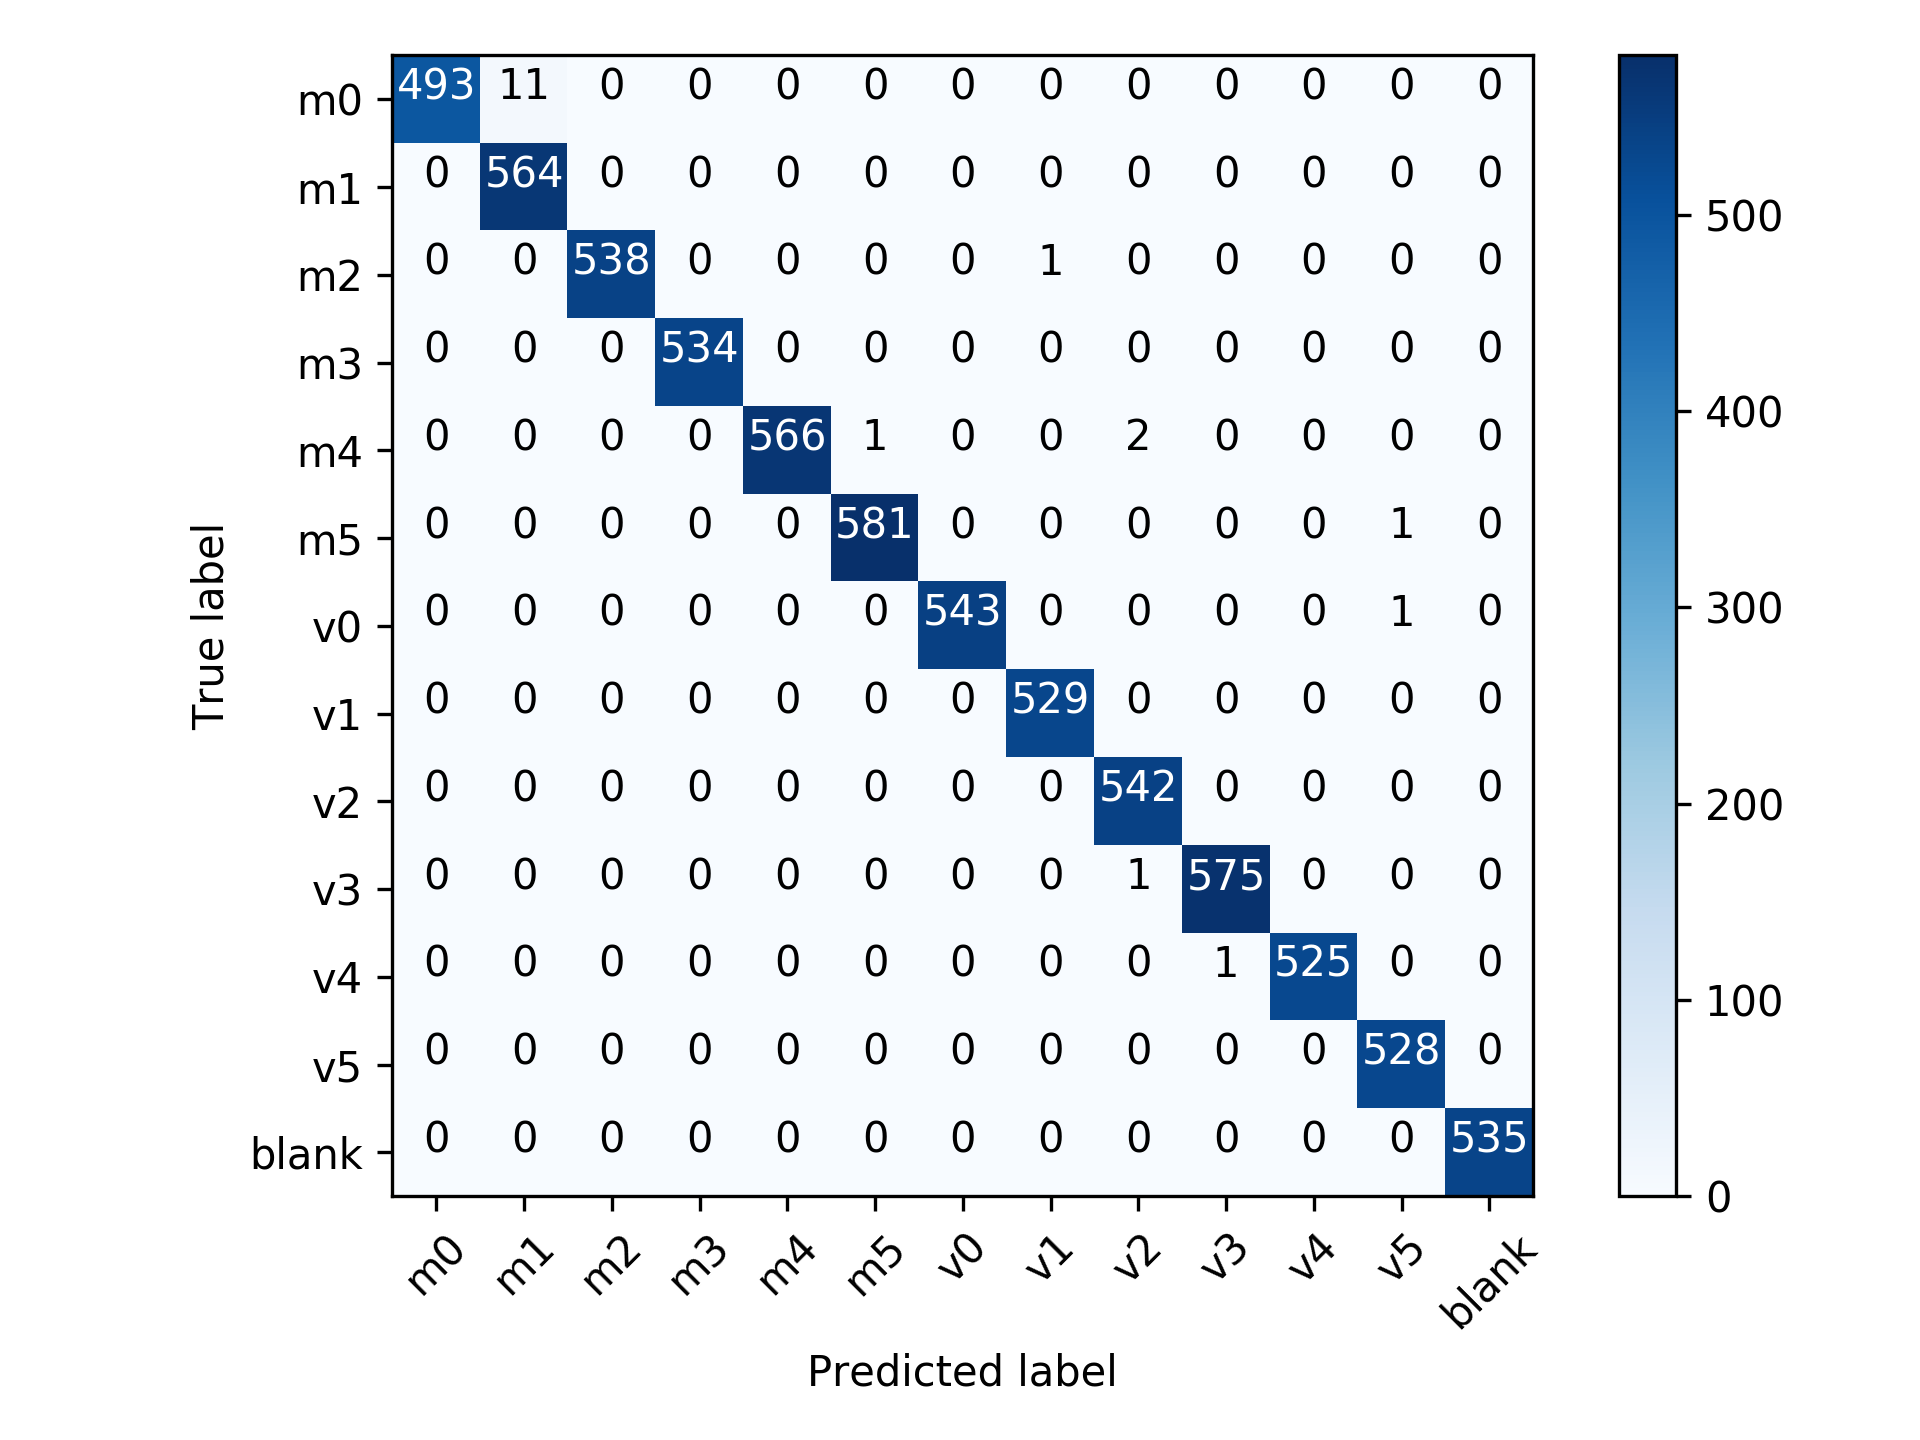 m0 493 11 0 0 0 0 0 0 0 0 0 0 0
m1 0 564 0 0 0 0 0 0 0 0 0 0 0
m2 0 0 538 0 0 0 0 1 0 0 0 0 0
m3 0 0 0 534 0 0 0 0 0 0 0 0 0
m4 0 0 0 0 566 1 0 0 2 0 0 0 0
m5 0 0 0 0 0 581 0 0 0 0 0 1 0
v0 0 0 0 0 0 0 543 0 0 0 0 1 0
v1 0 0 0 0 0 0 0 529 0 0 0 0 0
v2 0 0 0 0 0 0 0 0 542 0 0 0 0
v3 0 0 0 0 0 0 0 0 1 575 0 0 0
v4 0 0 0 0 0 0 0 0 0 1 525 0 0
v5 0 0 0 0 0 0 0 0 0 0 0 528 0
blank 0 0 0 0 0 0 0 0 0 0 0 0 535
m0 m1 m2 m3 m4 m5 v0 v1 v2 v3 v4 v5 blank
Predicted label
True label
500
400
300
200
100
0